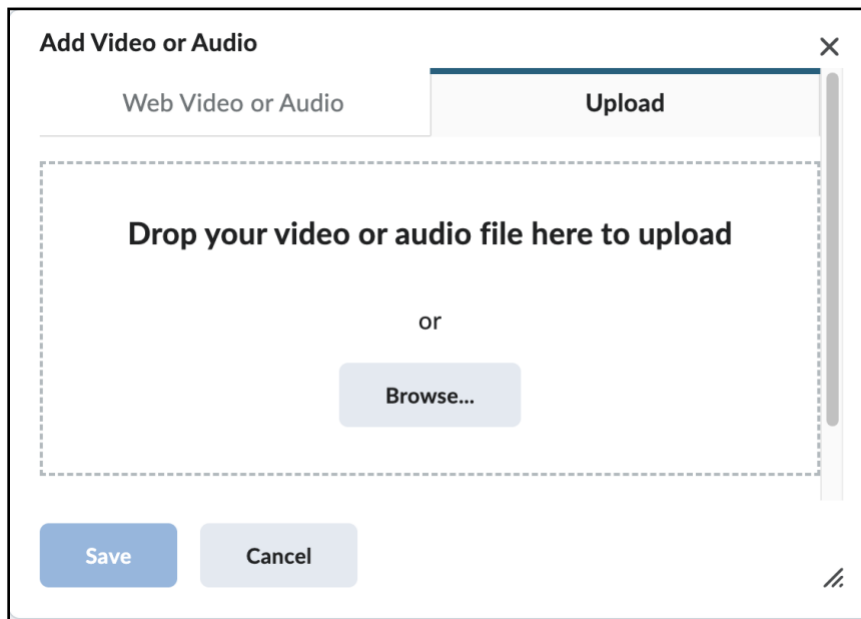 Add Video or Audio
Web Video or Audio
Upload
Drop your video or audio file here to upload
or
Browse...
Save
Cancel